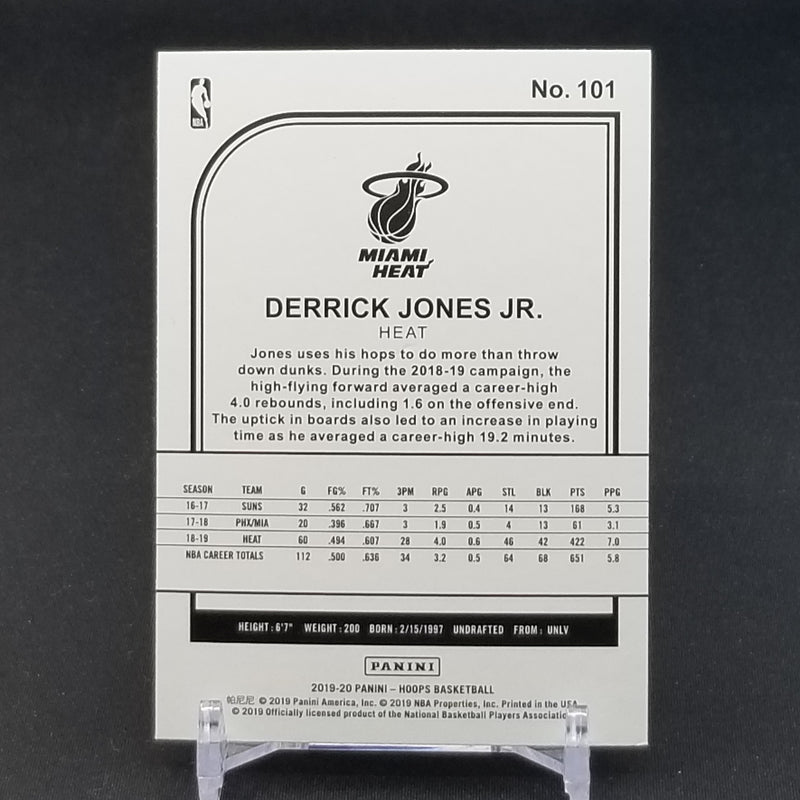 NBA
No. 101
MIAMI
HEAT
DERRICK JONES JR.
HEAT
Jones uses his hops to do more than throw
down dunks. During the 2018-19 campaign, the
high-flying forward averaged a career-high
4.0 rebounds, including 1.6 on the offensive end.
The uptick in boards also led to an increase in playing
time as he averaged a career-high 19.2 minutes.
SEASON TEAM G FG% FT% 3PM RPG APG STL BLK PTS PPG
16-17 SUNS 32 .562 .707 3 2.5 0.4 14 13 168 5.3
17-18 PHX/MIA 20 .396 .667 3 1.9 0.5 4 13 61 3.1
18-19 HEAT 60 .494 .607 28 4.0 0.6 46 42 422 7.0
NBA CAREER TOTALS 112 .500 .636 34 3.2 0.5 64 68 651 5.8
HEIGHT: 6'7" WEIGHT: 200 BORN: 2/15/1997 UNDRAFTED FROM: UNLV
PANINI
2019-20 PANINI – HOOPS BASKETBALL
帕尼尼 © 2019 Panini America, Inc. © 2019 NBA Properties, Inc. Printed in the USA.
© 2019 Officially licensed product of the National Basketball Players Association